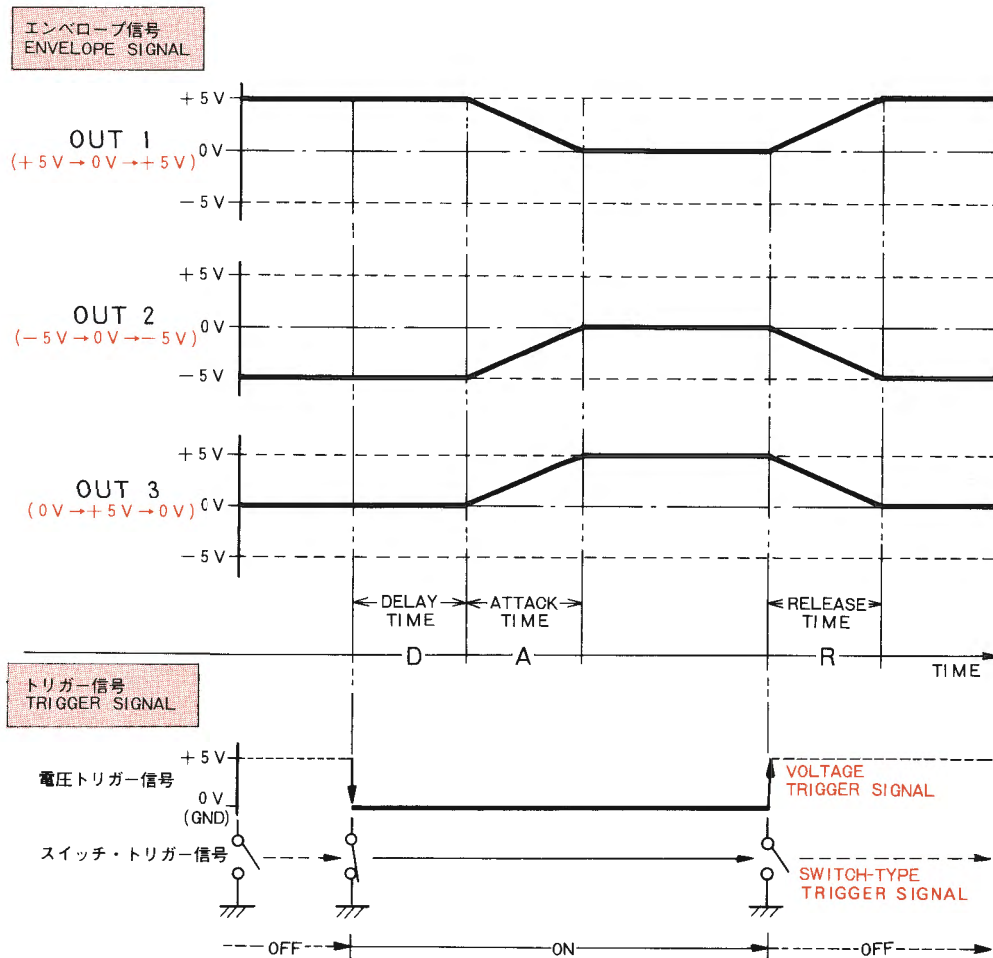 エンベロープ信号
ENVELOPE SIGNAL
+5V
OUT 1
0V
(+5V→0V→+5V)
−5V
+5V
OUT 2
0V
(−5V→0V→−5V)
−5V
+5V
OUT 3
0V
(0V→+5V→0V)
−5V
DELAY TIME
ATTACK TIME
RELEASE TIME
D
A
R
TIME
トリガー信号
TRIGGER SIGNAL
+5V
電圧トリガー信号
0V
(GND)
VOLTAGE
TRIGGER SIGNAL
スイッチ・トリガー信号
SWITCH-TYPE
TRIGGER SIGNAL
OFF
ON
OFF